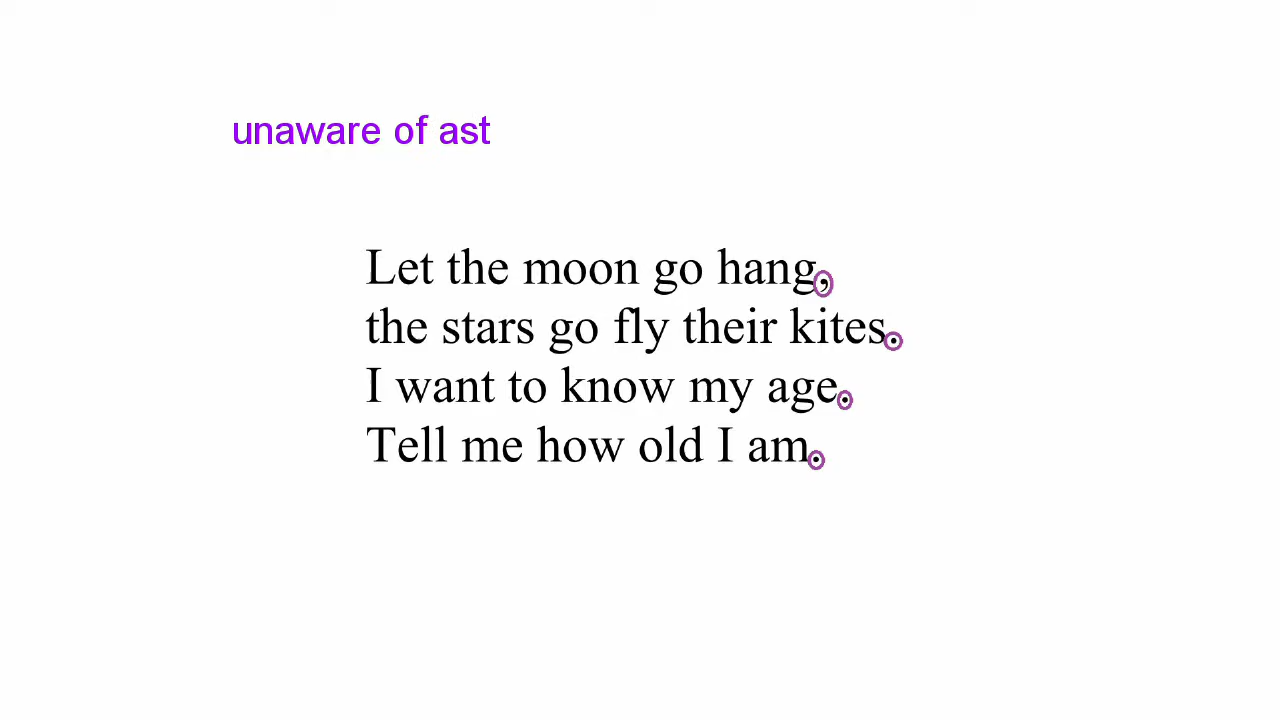 unaware of ast
Let the moon go hang,
the stars go fly their kites.
I want to know my age.
Tell me how old I am.